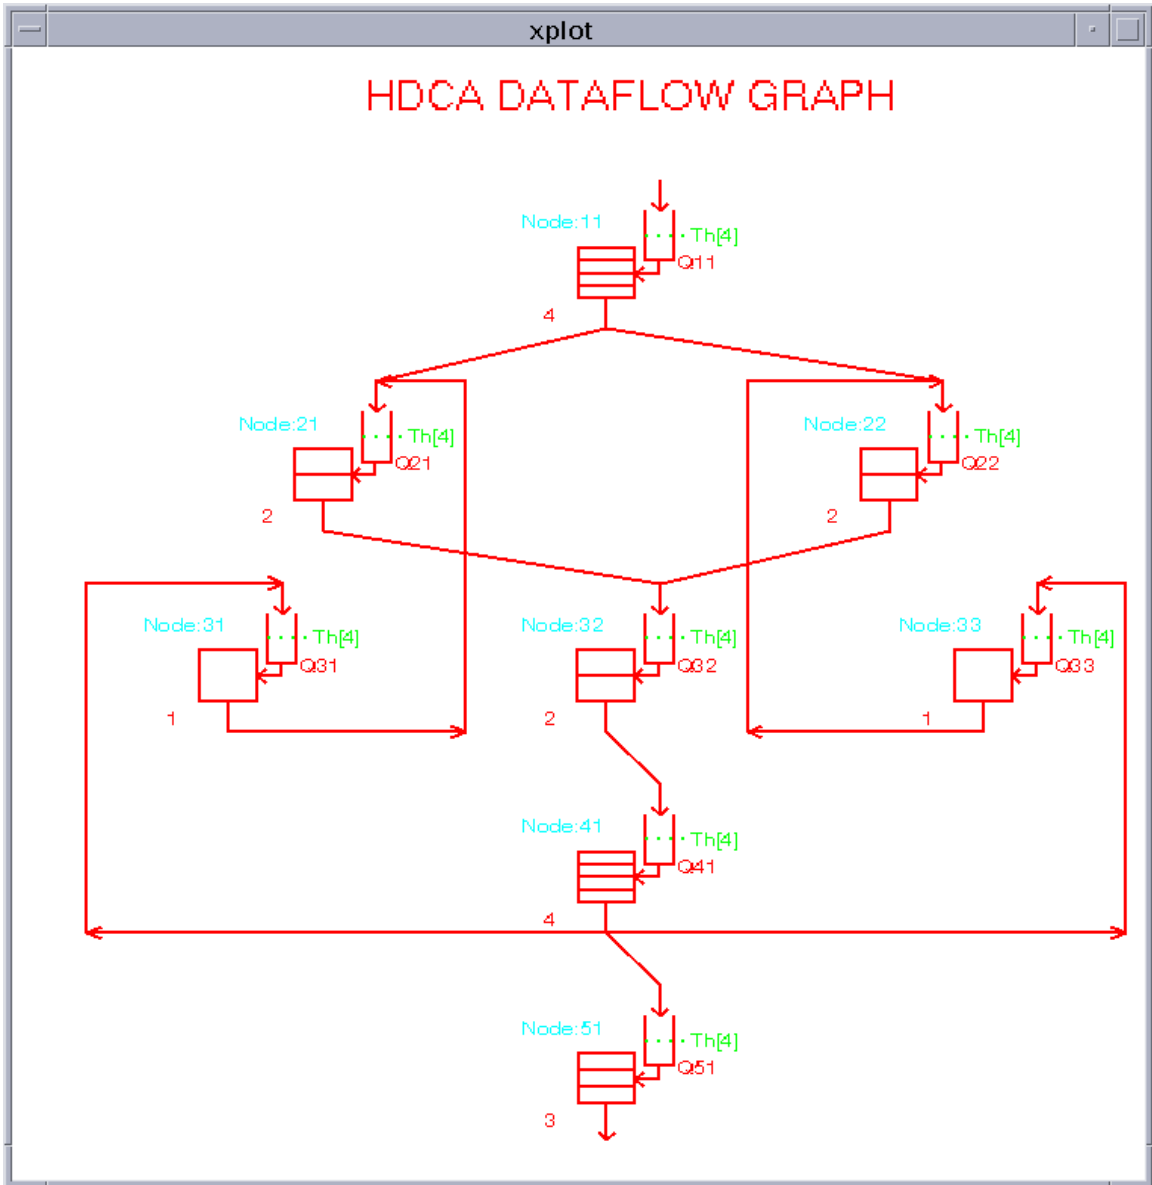 xplot
HDCA DATAFLOW GRAPH
Node:11
Th[4]
Q11
4
Node:21
Th[4]
Q21
2
Node:22
Th[4]
Q22
2
Node:31
Th[4]
Q31
1
Node:32
Th[4]
Q32
2
Node:33
Th[4]
Q33
1
Node:41
Th[4]
Q41
4
Node:51
Th[4]
Q51
3